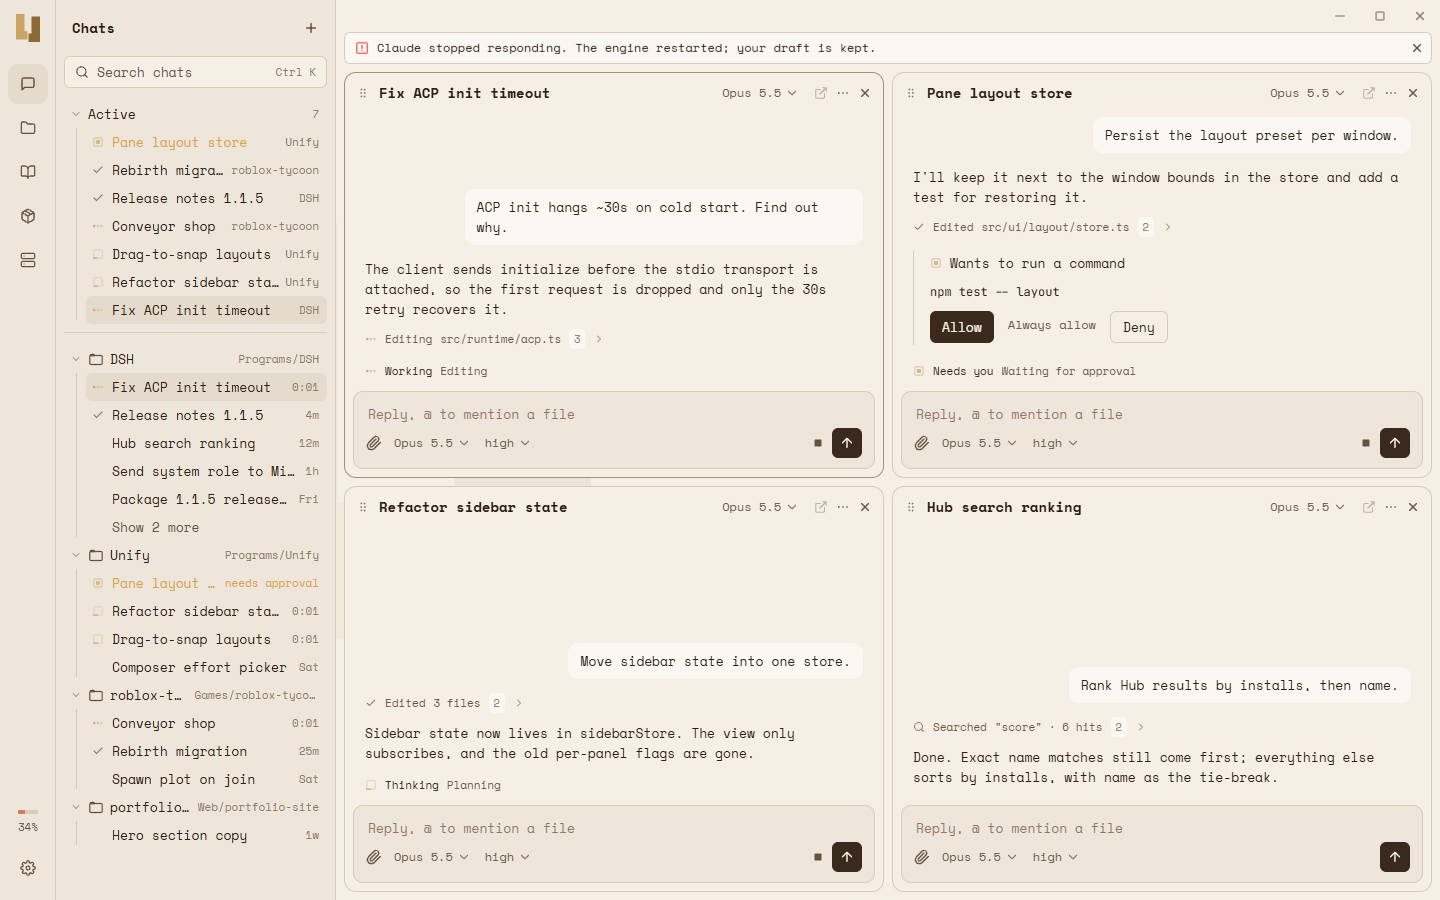 Chats
Search chats Ctrl K
Active 7
Pane layout store Unify
Rebirth migra… roblox-tycoon
Release notes 1.1.5 DSH
Conveyor shop roblox-tycoon
Drag-to-snap layouts Unify
Refactor sidebar sta… Unify
Fix ACP init timeout DSH
DSH Programs/DSH
Fix ACP init timeout 0:01
Release notes 1.1.5 4m
Hub search ranking 12m
Send system role to Mi… 1h
Package 1.1.5 release… Fri
Show 2 more
Unify Programs/Unify
Pane layout … needs approval
Refactor sidebar sta… 0:01
Drag-to-snap layouts 0:01
Composer effort picker Sat
roblox-t… Games/roblox-tyco…
Conveyor shop 0:01
Rebirth migration 25m
Spawn plot on join Sat
portfolio… Web/portfolio-site
Hero section copy 1w
34%
Claude stopped responding. The engine restarted; your draft is kept.
Fix ACP init timeout Opus 5.5
ACP init hangs ~30s on cold start. Find out
why.
The client sends initialize before the stdio transport is
attached, so the first request is dropped and only the 30s
retry recovers it.
Editing src/runtime/acp.ts 3
Working Editing
Reply, @ to mention a file
Opus 5.5 high
Pane layout store Opus 5.5
Persist the layout preset per window.
I'll keep it next to the window bounds in the store and add a
test for restoring it.
Edited src/ui/layout/store.ts 2
Wants to run a command
npm test -- layout
Allow Always allow Deny
Needs you Waiting for approval
Reply, @ to mention a file
Opus 5.5 high
Refactor sidebar state Opus 5.5
Move sidebar state into one store.
Edited 3 files 2
Sidebar state now lives in sidebarStore. The view only
subscribes, and the old per-panel flags are gone.
Thinking Planning
Reply, @ to mention a file
Opus 5.5 high
Hub search ranking Opus 5.5
Rank Hub results by installs, then name.
Searched "score" · 6 hits 2
Done. Exact name matches still come first; everything else
sorts by installs, with name as the tie-break.
Reply, @ to mention a file
Opus 5.5 high